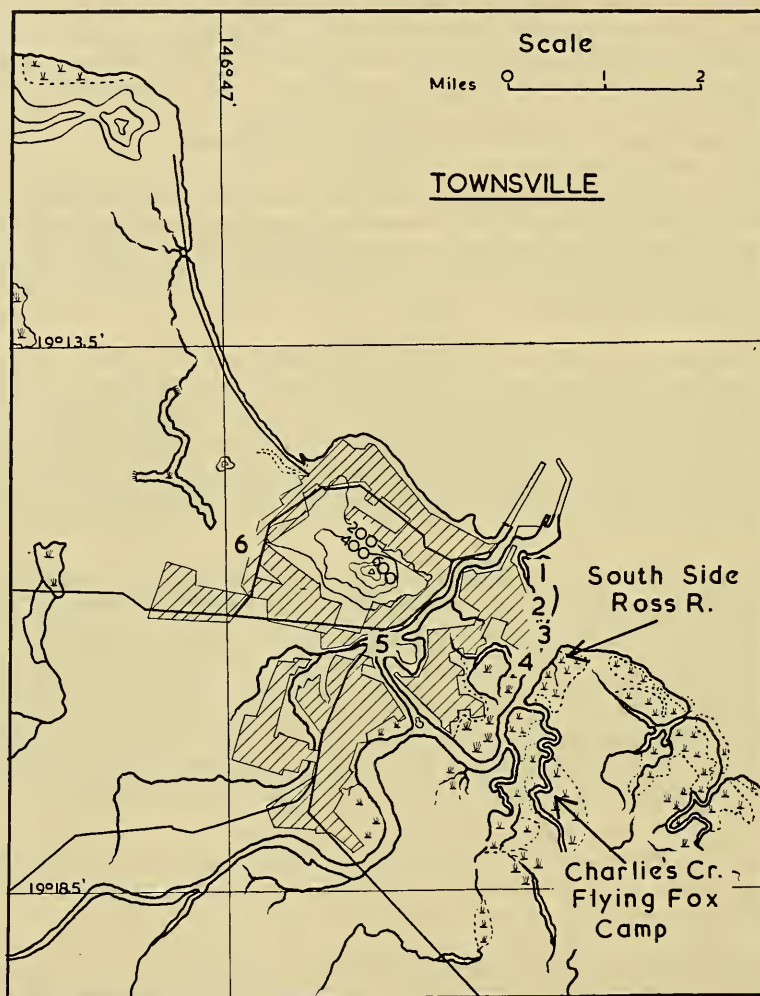 Scale
Miles 0 1 2
146° 47'
TOWNSVILLE
19° 13.5'
6
1
2
3
4
5
South Side
Ross R.
19° 18.5'
Charlie's Cr.
Flying Fox
Camp